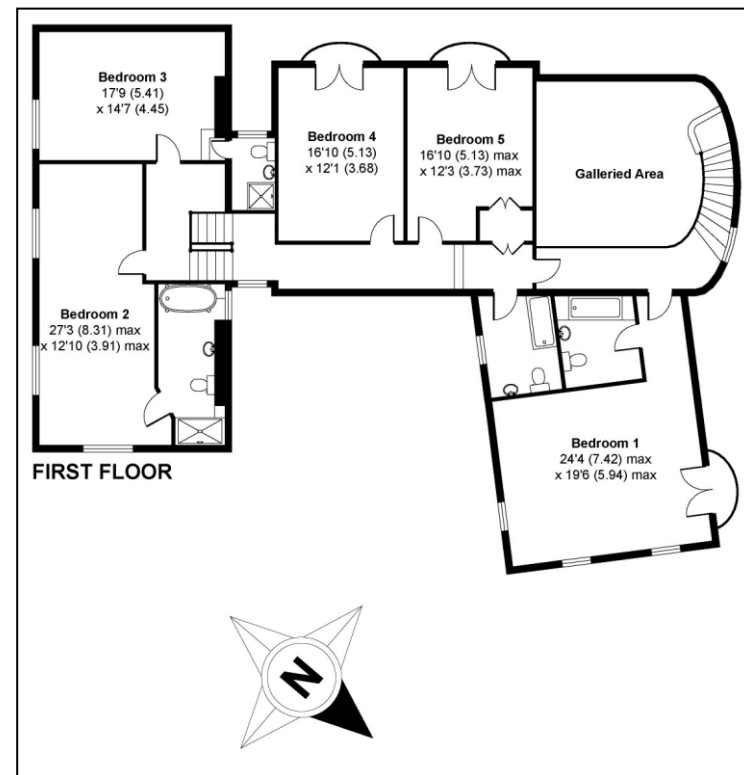 Bedroom 3
17'9 (5.41)
x 14'7 (4.45)
Bedroom 4
16'10 (5.13)
x 12'1 (3.68)
Bedroom 5
16'10 (5.13) max
x 12'3 (3.73) max
Galleried Area
Bedroom 2
27'3 (8.31) max
x 12'10 (3.91) max
Bedroom 1
24'4 (7.42) max
x 19'6 (5.94) max
FIRST FLOOR
N